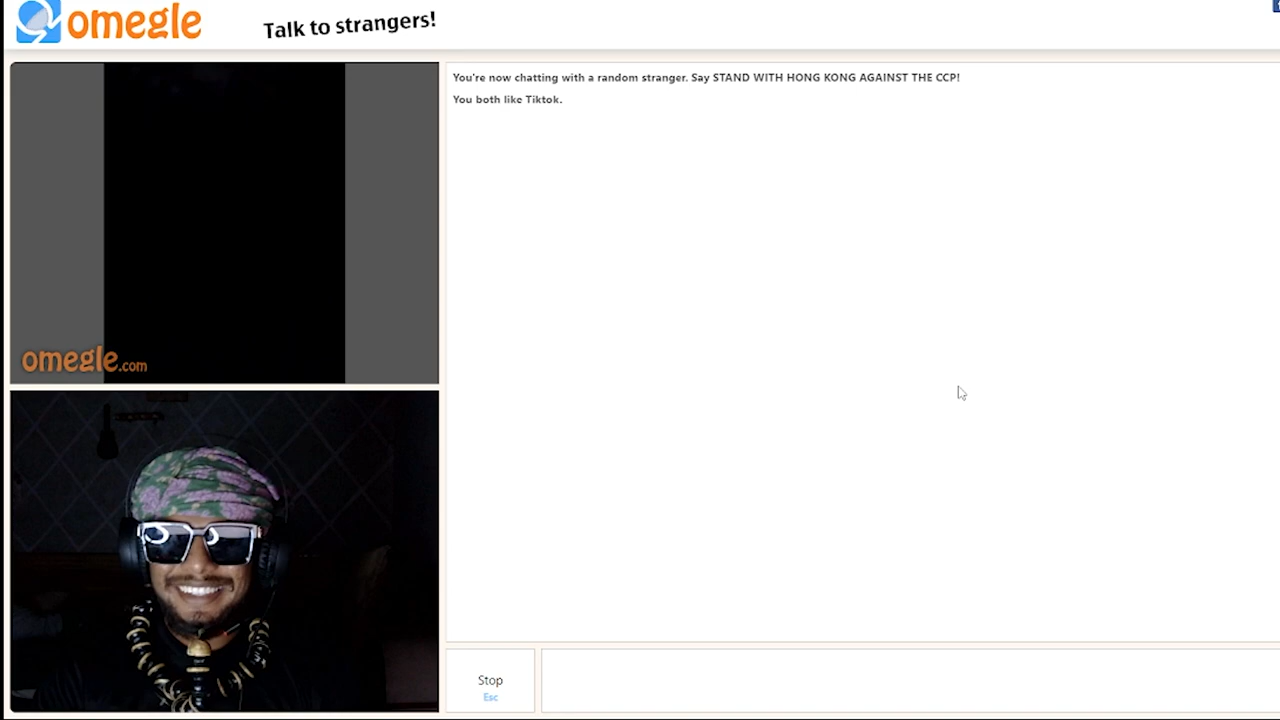 omegle
Talk to strangers!
You're now chatting with a random stranger. Say STAND WITH HONG KONG AGAINST THE CCP!
You both like Tiktok.
omegle.com
Stop
Esc